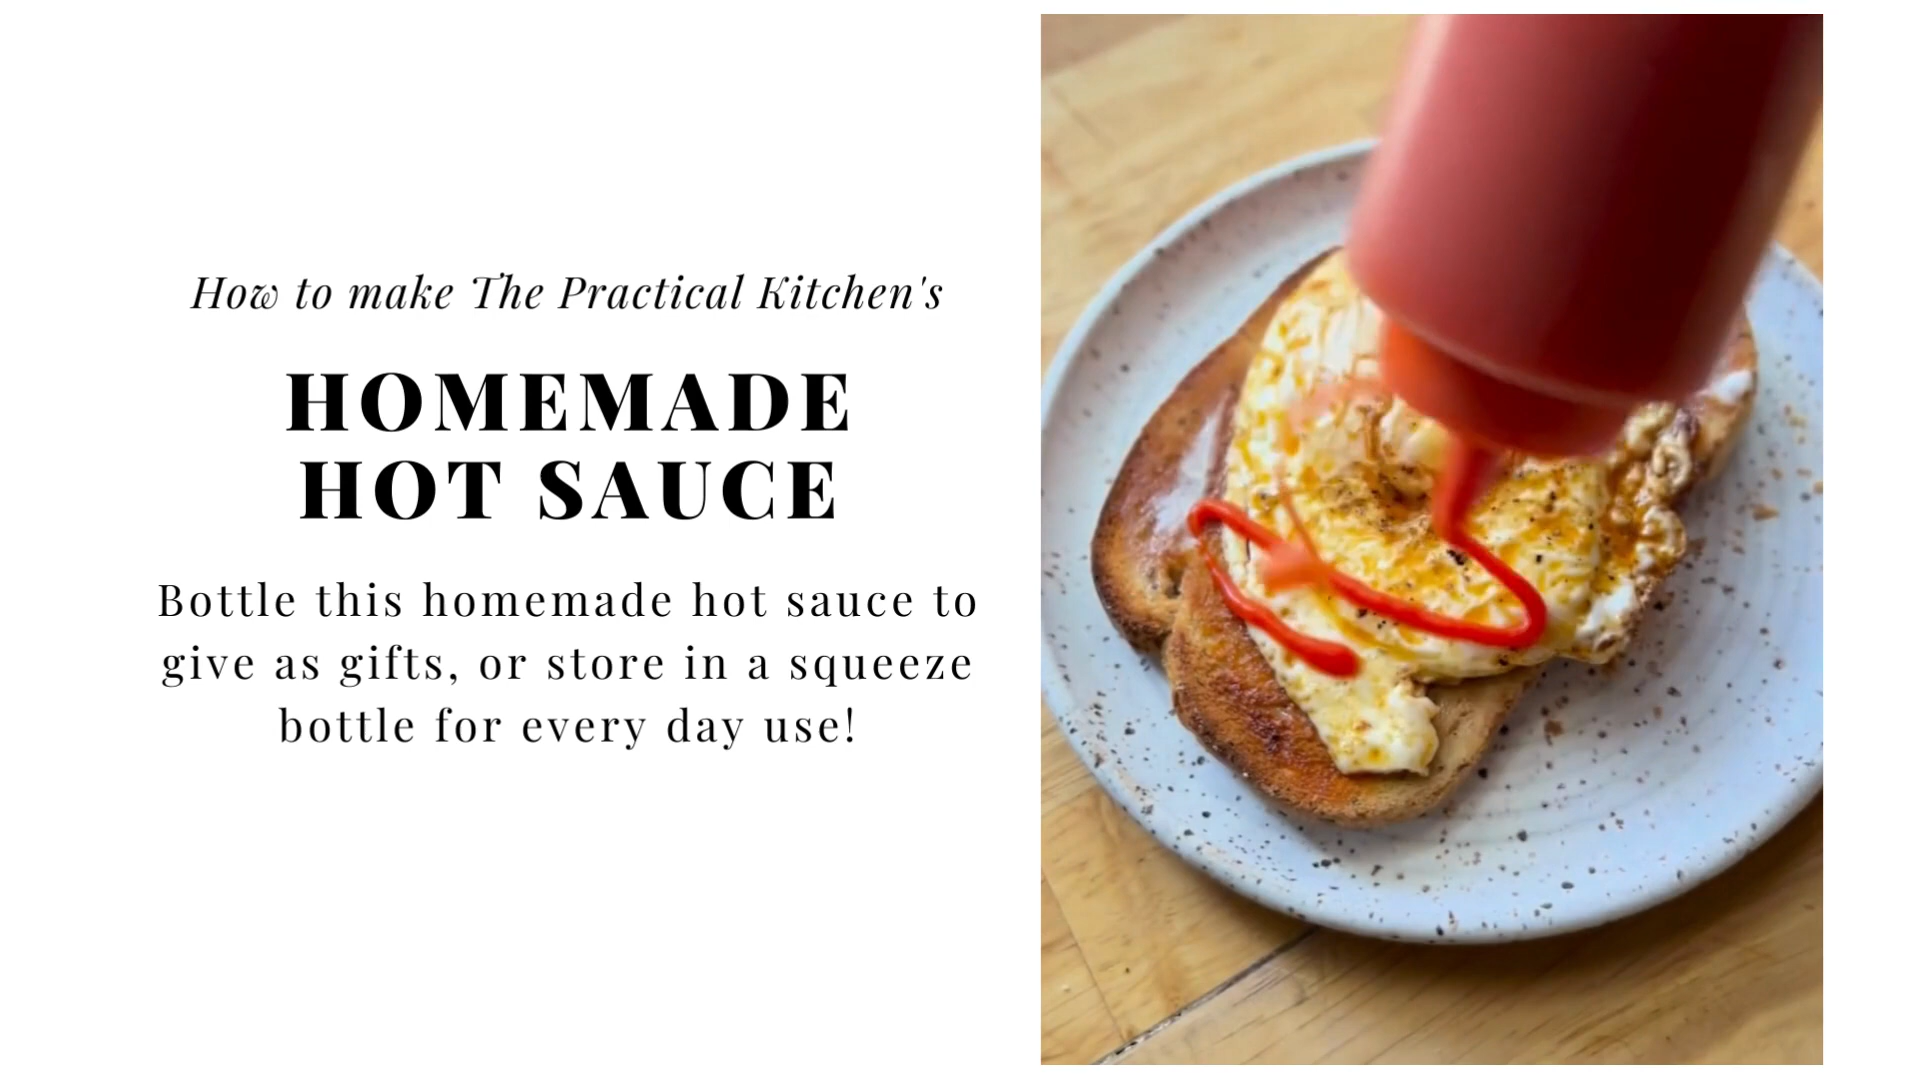 How to make The Practical Kitchen's
HOMEMADE
HOT SAUCE
Bottle this homemade hot sauce to
give as gifts, or store in a squeeze
bottle for every day use!